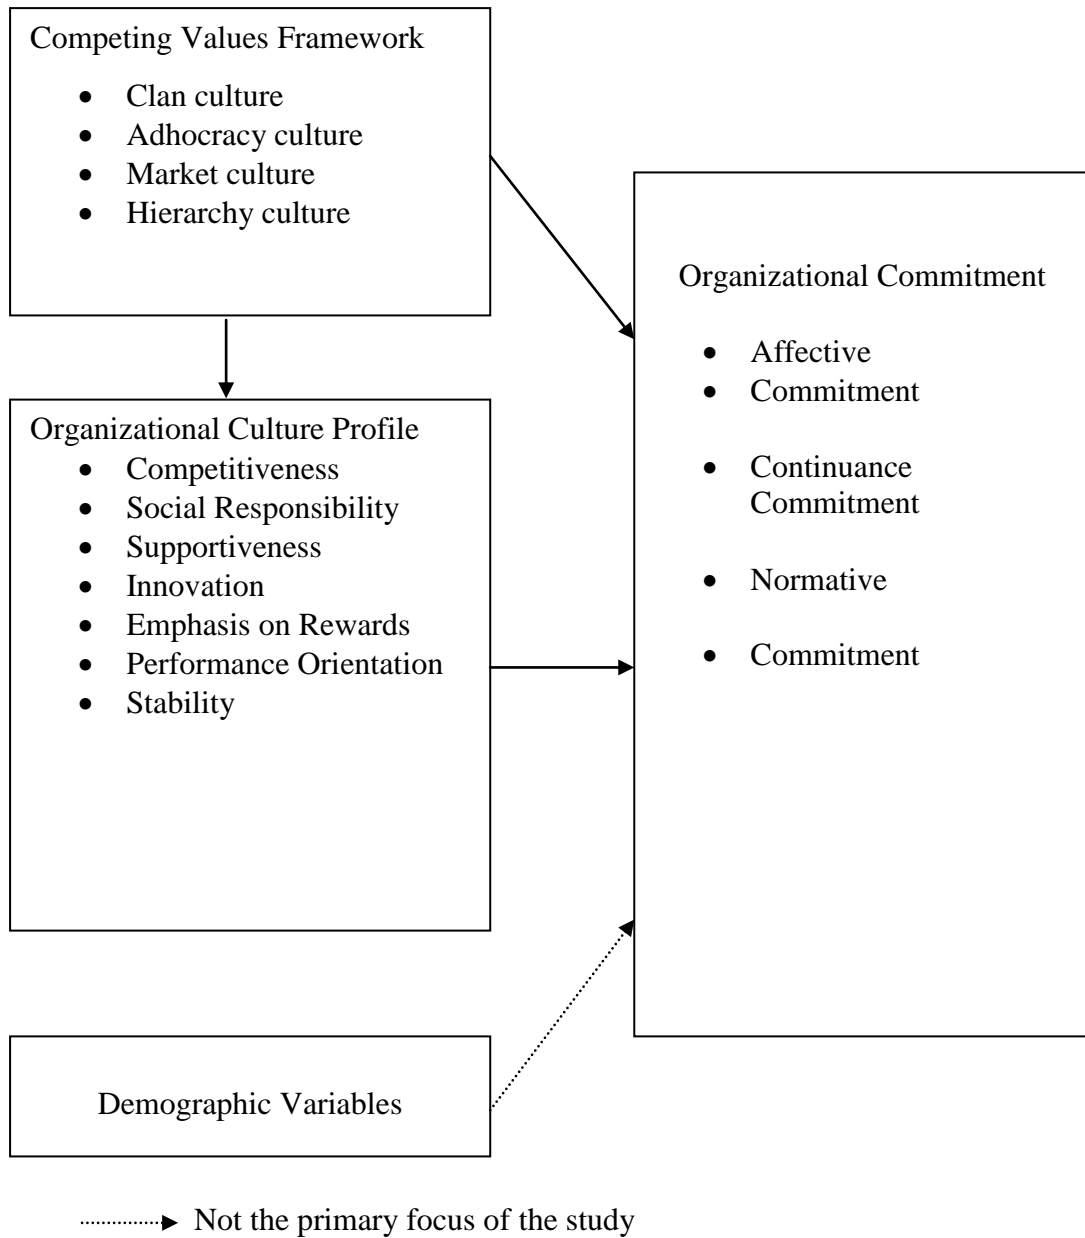 Competing Values Framework
• Clan culture
• Adhocracy culture
• Market culture
• Hierarchy culture
Organizational Culture Profile
• Competitiveness
• Social Responsibility
• Supportiveness
• Innovation
• Emphasis on Rewards
• Performance Orientation
• Stability
Organizational Commitment
• Affective
• Commitment
• Continuance
Commitment
• Normative
• Commitment
Demographic Variables
Not the primary focus of the study